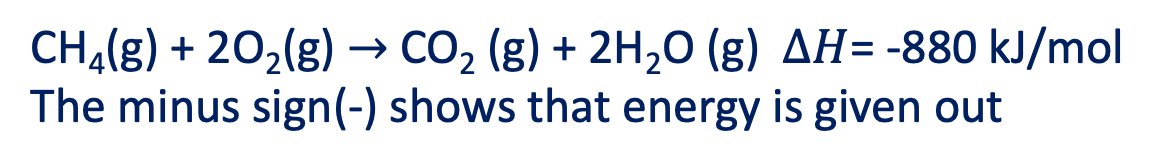 CH₄(g) + 2O₂(g) → CO₂ (g) + 2H₂O (g) ΔH= -880 kJ/mol
The minus sign(-) shows that energy is given out